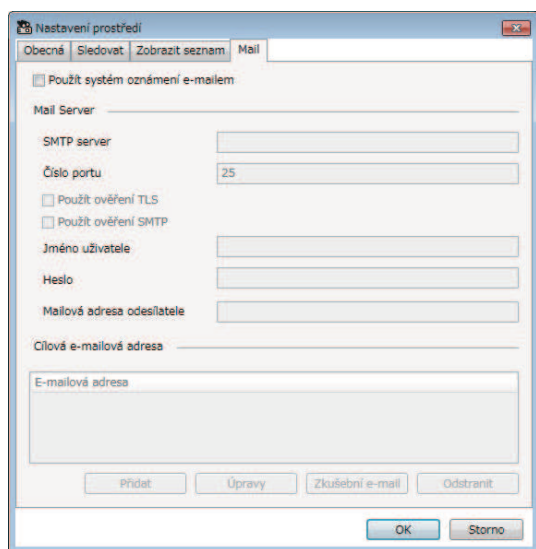 Nastavení prostředí
Obecná Sledovat Zobrazit seznam Mail
Použít systém oznámení e-mailem
Mail Server
SMTP server
Číslo portu 25
Použít ověření TLS
Použít ověření SMTP
Jméno uživatele
Heslo
Mailová adresa odesílatele
Cílová e-mailová adresa
E-mailová adresa
Přidat Úpravy Zkušební e-mail Odstranit
OK Storno